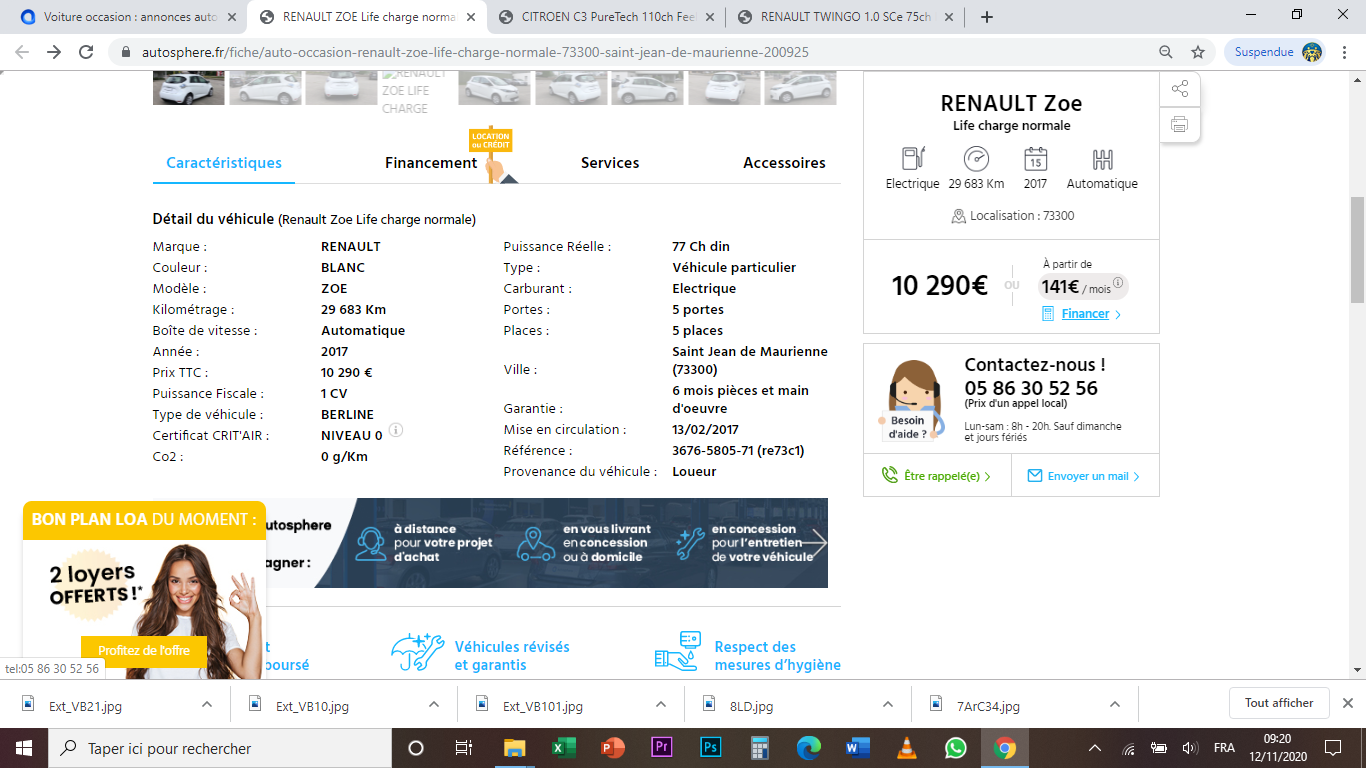 Voiture occasion : annonces auto
RENAULT ZOE Life charge norma
CITROEN C3 PureTech 110ch Feel
RENAULT TWINGO 1.0 SCe 75ch
autosphere.fr/fiche/auto-occasion-renault-zoe-life-charge-normale-73300-saint-jean-de-maurienne-200925
Suspendue
RENAULT
ZOE LIFE
CHARGE
LOCATION
ou CRÉDIT
Caractéristiques
Financement
Services
Accessoires
Détail du véhicule (Renault Zoe Life charge normale)
Marque : RENAULT
Couleur : BLANC
Modèle : ZOE
Kilométrage : 29 683 Km
Boîte de vitesse : Automatique
Année : 2017
Prix TTC : 10 290 €
Puissance Fiscale : 1 CV
Type de véhicule : BERLINE
Certificat CRIT'AIR : NIVEAU 0
Co2 : 0 g/Km
Puissance Réelle : 77 Ch din
Type : Véhicule particulier
Carburant : Electrique
Portes : 5 portes
Places : 5 places
Ville : Saint Jean de Maurienne
(73300)
Garantie : 6 mois pièces et main
d'oeuvre
Mise en circulation : 13/02/2017
Référence : 3676-5805-71 (re73c1)
Provenance du véhicule : Loueur
RENAULT Zoe
Life charge normale
15
Electrique
29 683 Km
2017
Automatique
Localisation : 73300
10 290€
OU
À partir de
141€ / mois
Financer
Contactez-nous !
05 86 30 52 56
(Prix d'un appel local)
Lun-sam : 8h - 20h. Sauf dimanche
et jours fériés
Besoin
d'aide ?
Être rappelé(e)
Envoyer un mail
utosphere
agner :
à distance
pour votre projet
d'achat
en vous livrant
en concession
ou à domicile
en concession
pour l'entretien
de votre véhicule
BON PLAN LOA DU MOMENT :
2 loyers
OFFERTS !*
Profitez de l'offre
t
boursé
Véhicules révisés
et garantis
Respect des
mesures d'hygiène
tel:05 86 30 52 56
Ext_VB21.jpg
Ext_VB10.jpg
Ext_VB101.jpg
8LD.jpg
7ArC34.jpg
Tout afficher
Taper ici pour rechercher
Pr
Ps
FRA
09:20
12/11/2020